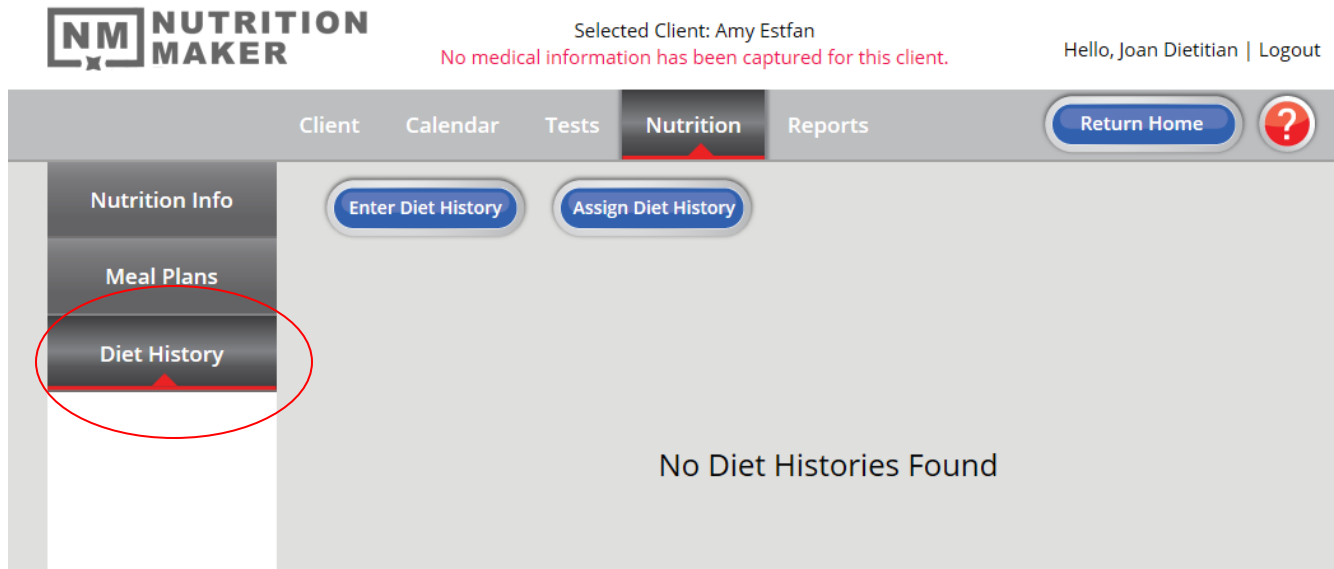 NM NUTRITION
MAKER
Selected Client: Amy Estfan
No medical information has been captured for this client.
Hello, Joan Dietitian | Logout
Client Calendar Tests Nutrition Reports
Return Home
?
Nutrition Info
Meal Plans
Diet History
Enter Diet History
Assign Diet History
No Diet Histories Found